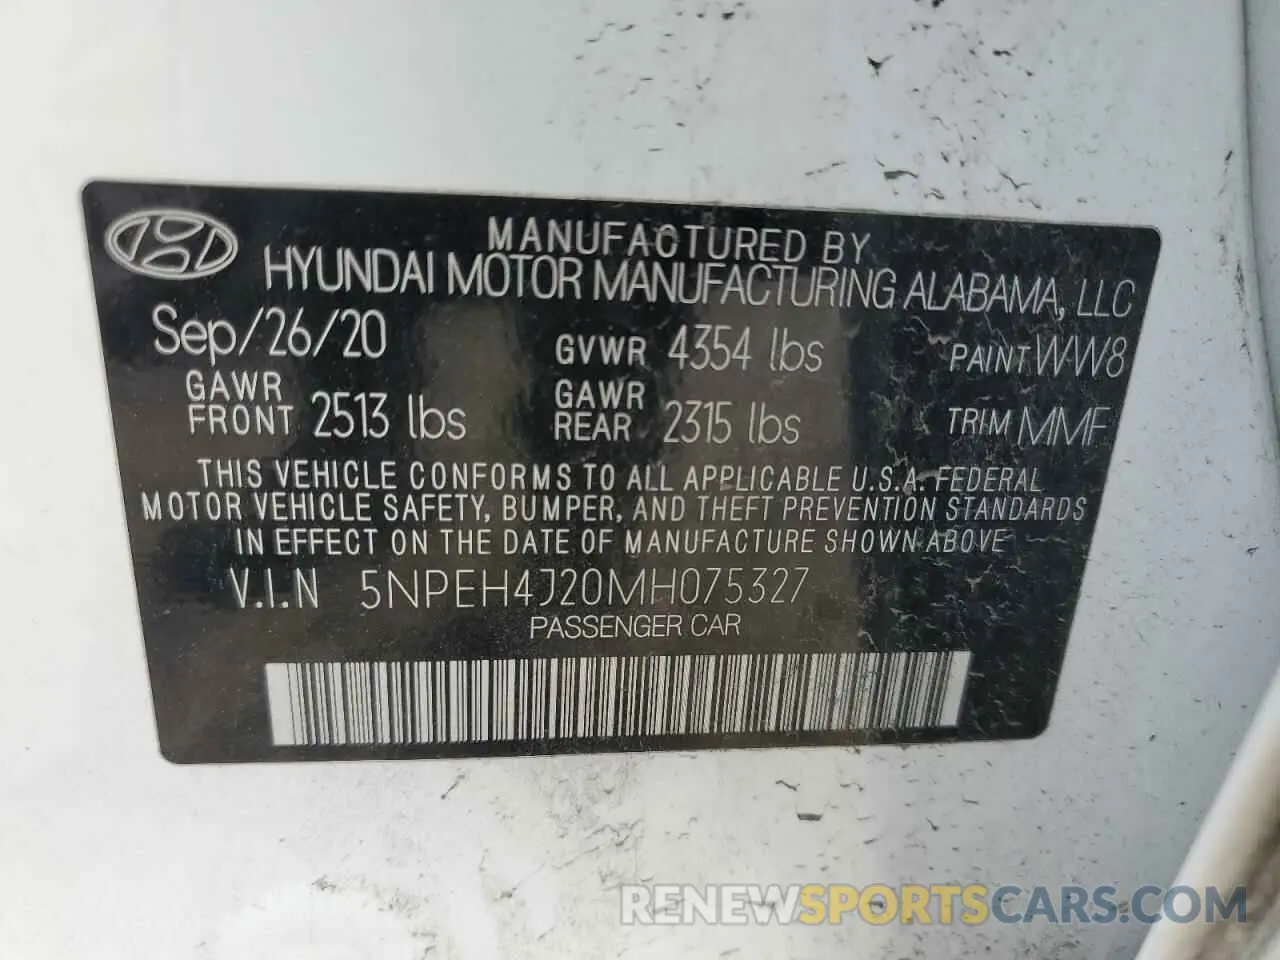 MANUFACTURED BY
HYUNDAI MOTOR MANUFACTURING ALABAMA, LLC
Sep/26/20 GVWR 4354 lbs PAINT WW8
GAWR FRONT 2513 lbs GAWR REAR 2315 lbs TRIM MMF
THIS VEHICLE CONFORMS TO ALL APPLICABLE U.S.A. FEDERAL
MOTOR VEHICLE SAFETY, BUMPER, AND THEFT PREVENTION STANDARDS
IN EFFECT ON THE DATE OF MANUFACTURE SHOWN ABOVE
V.I.N 5NPEH4J20MH075327
PASSENGER CAR
RENEWSPORTSCARS.COM